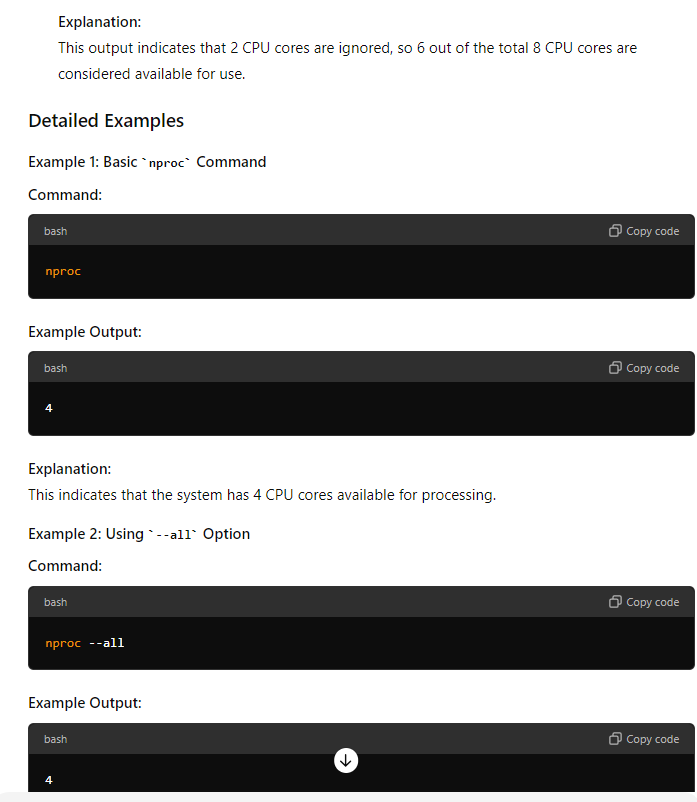 Explanation:
This output indicates that 2 CPU cores are ignored, so 6 out of the total 8 CPU cores are
considered available for use.
Detailed Examples
Example 1: Basic `nproc` Command
Command:
bash Copy code
nproc
Example Output:
bash Copy code
4
Explanation:
This indicates that the system has 4 CPU cores available for processing.
Example 2: Using `--all` Option
Command:
bash Copy code
nproc --all
Example Output:
bash Copy code
4